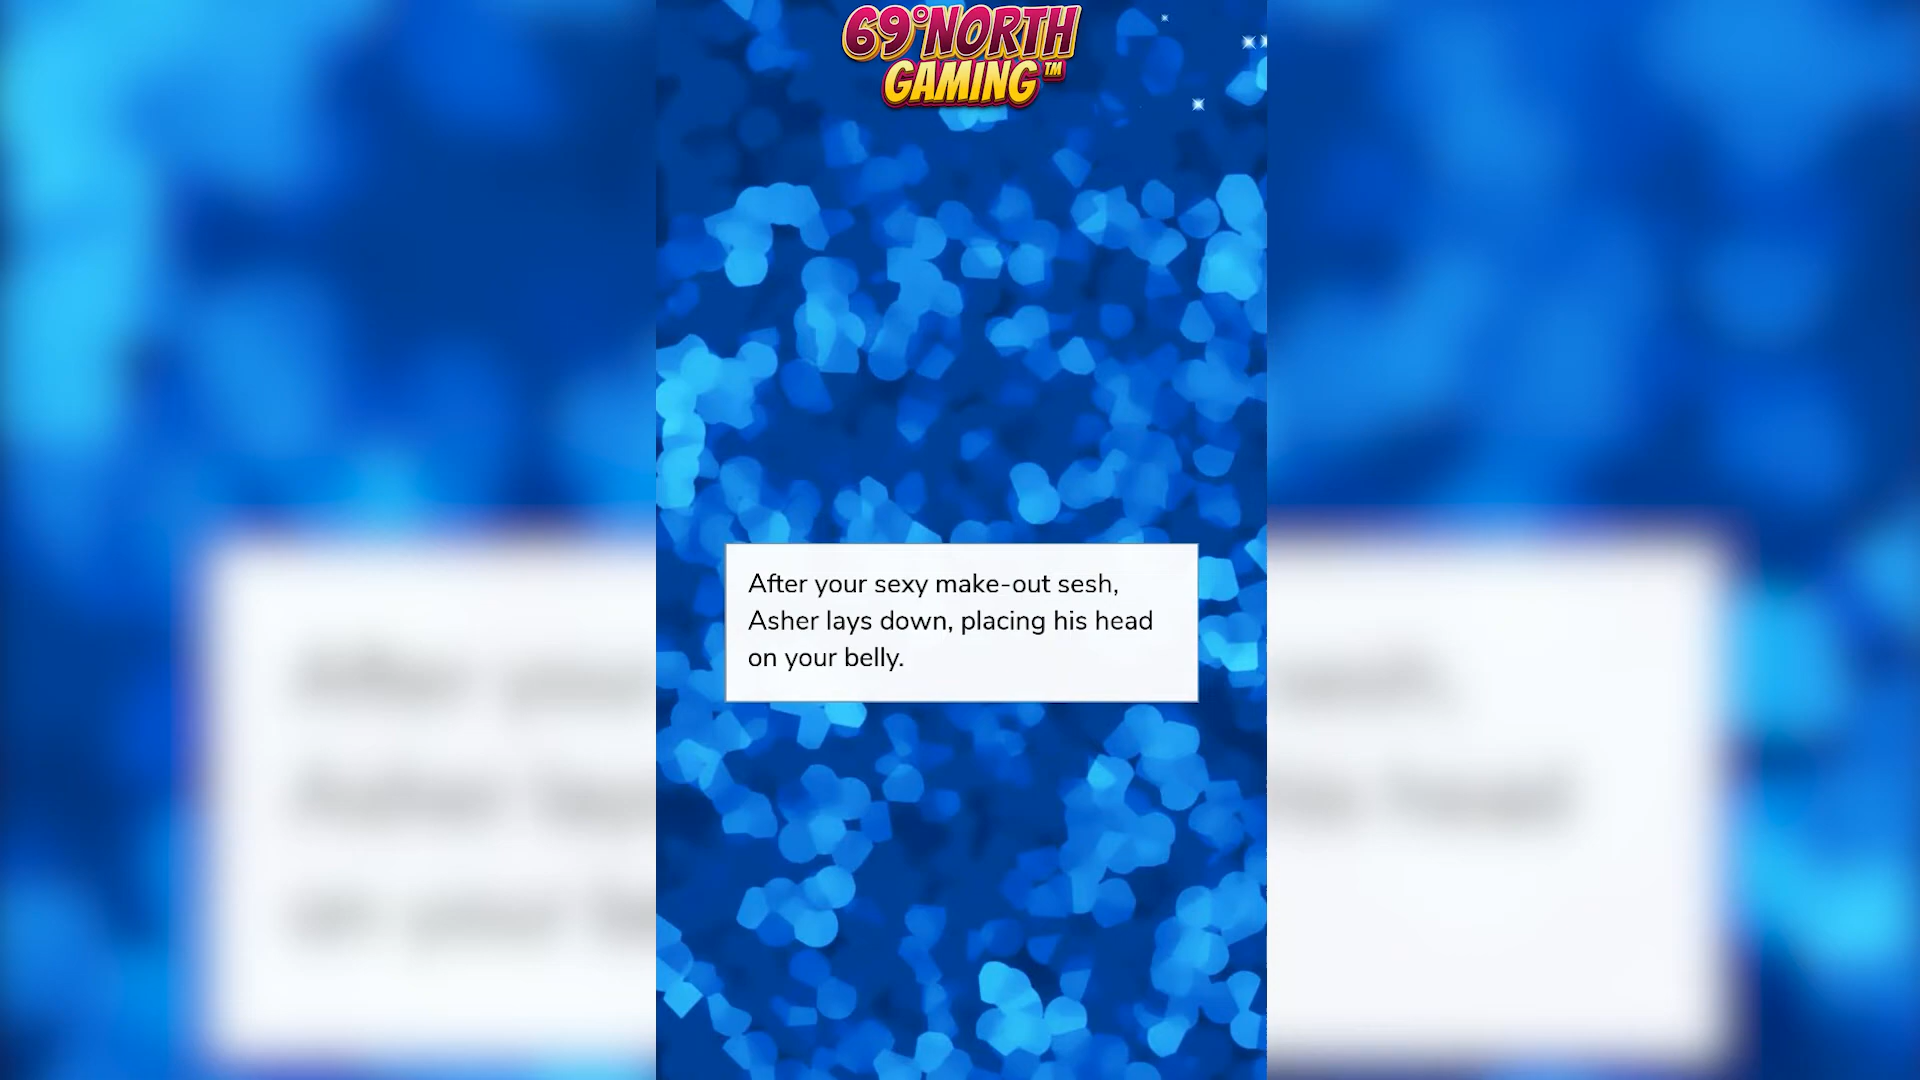 69°NORTH
GAMING™
After your sexy make-out sesh,
Asher lays down, placing his head
on your belly.